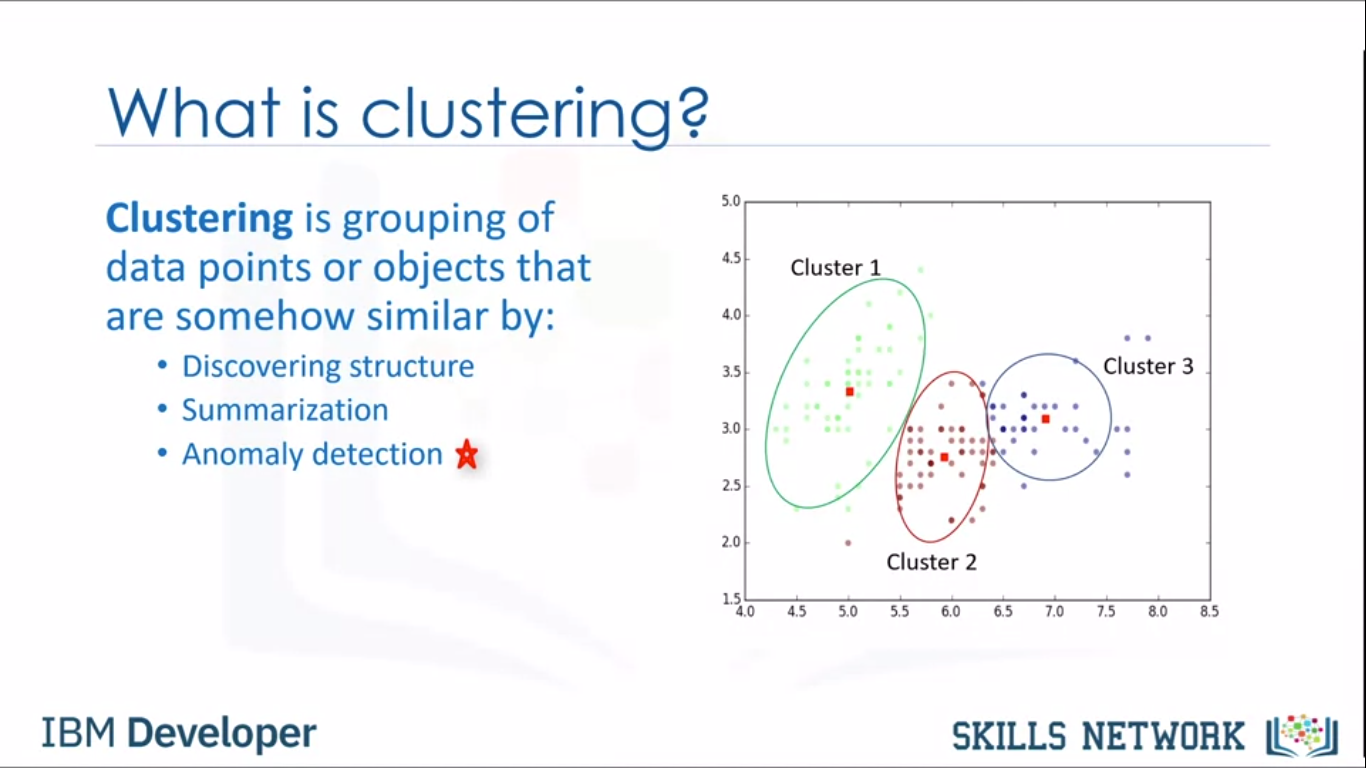 What is clustering?
Clustering is grouping of
data points or objects that
are somehow similar by:
• Discovering structure
• Summarization
• Anomaly detection
5.0
4.5
4.0
3.5
3.0
2.5
2.0
1.5
Cluster 1
Cluster 3
Cluster 2
4.0 4.5 5.0 5.5 6.0 6.5 7.0 7.5 8.0 8.5
IBM Developer
SKILLS NETWORK